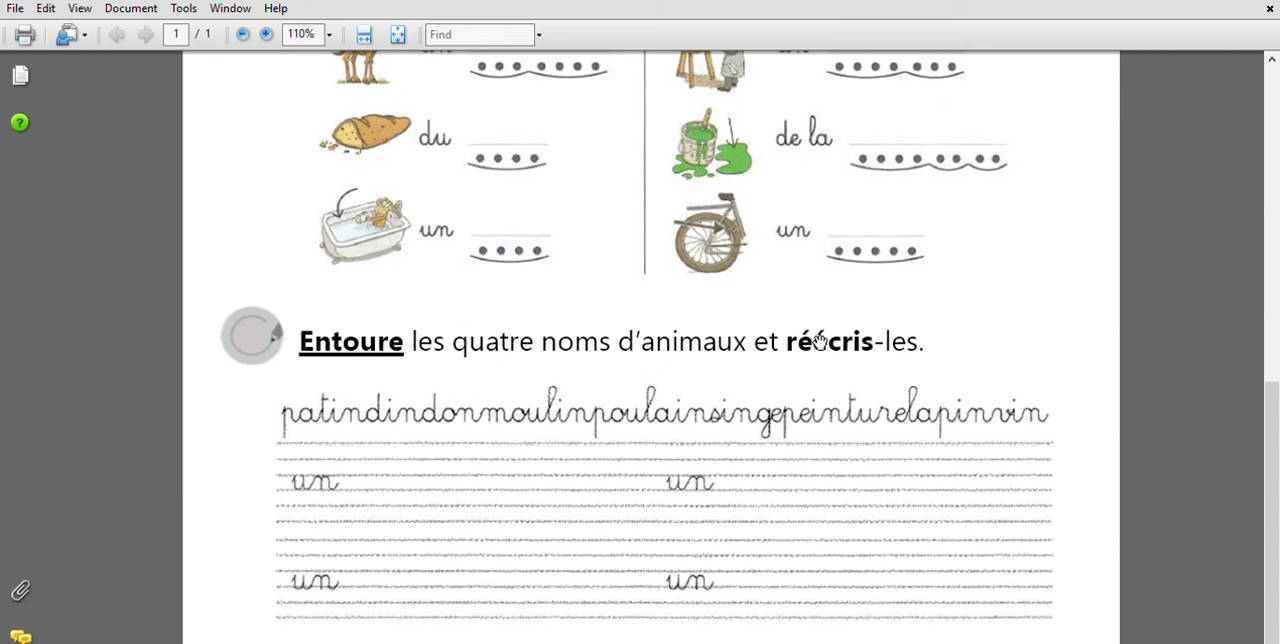 File Edit View Document Tools Window Help ×
1 / 1 110% Find
du de la
un un
Entoure les quatre noms d’animaux et réécris-les.
patindindonmoulinpoulainsingepeinturelapinvin
un un
un un